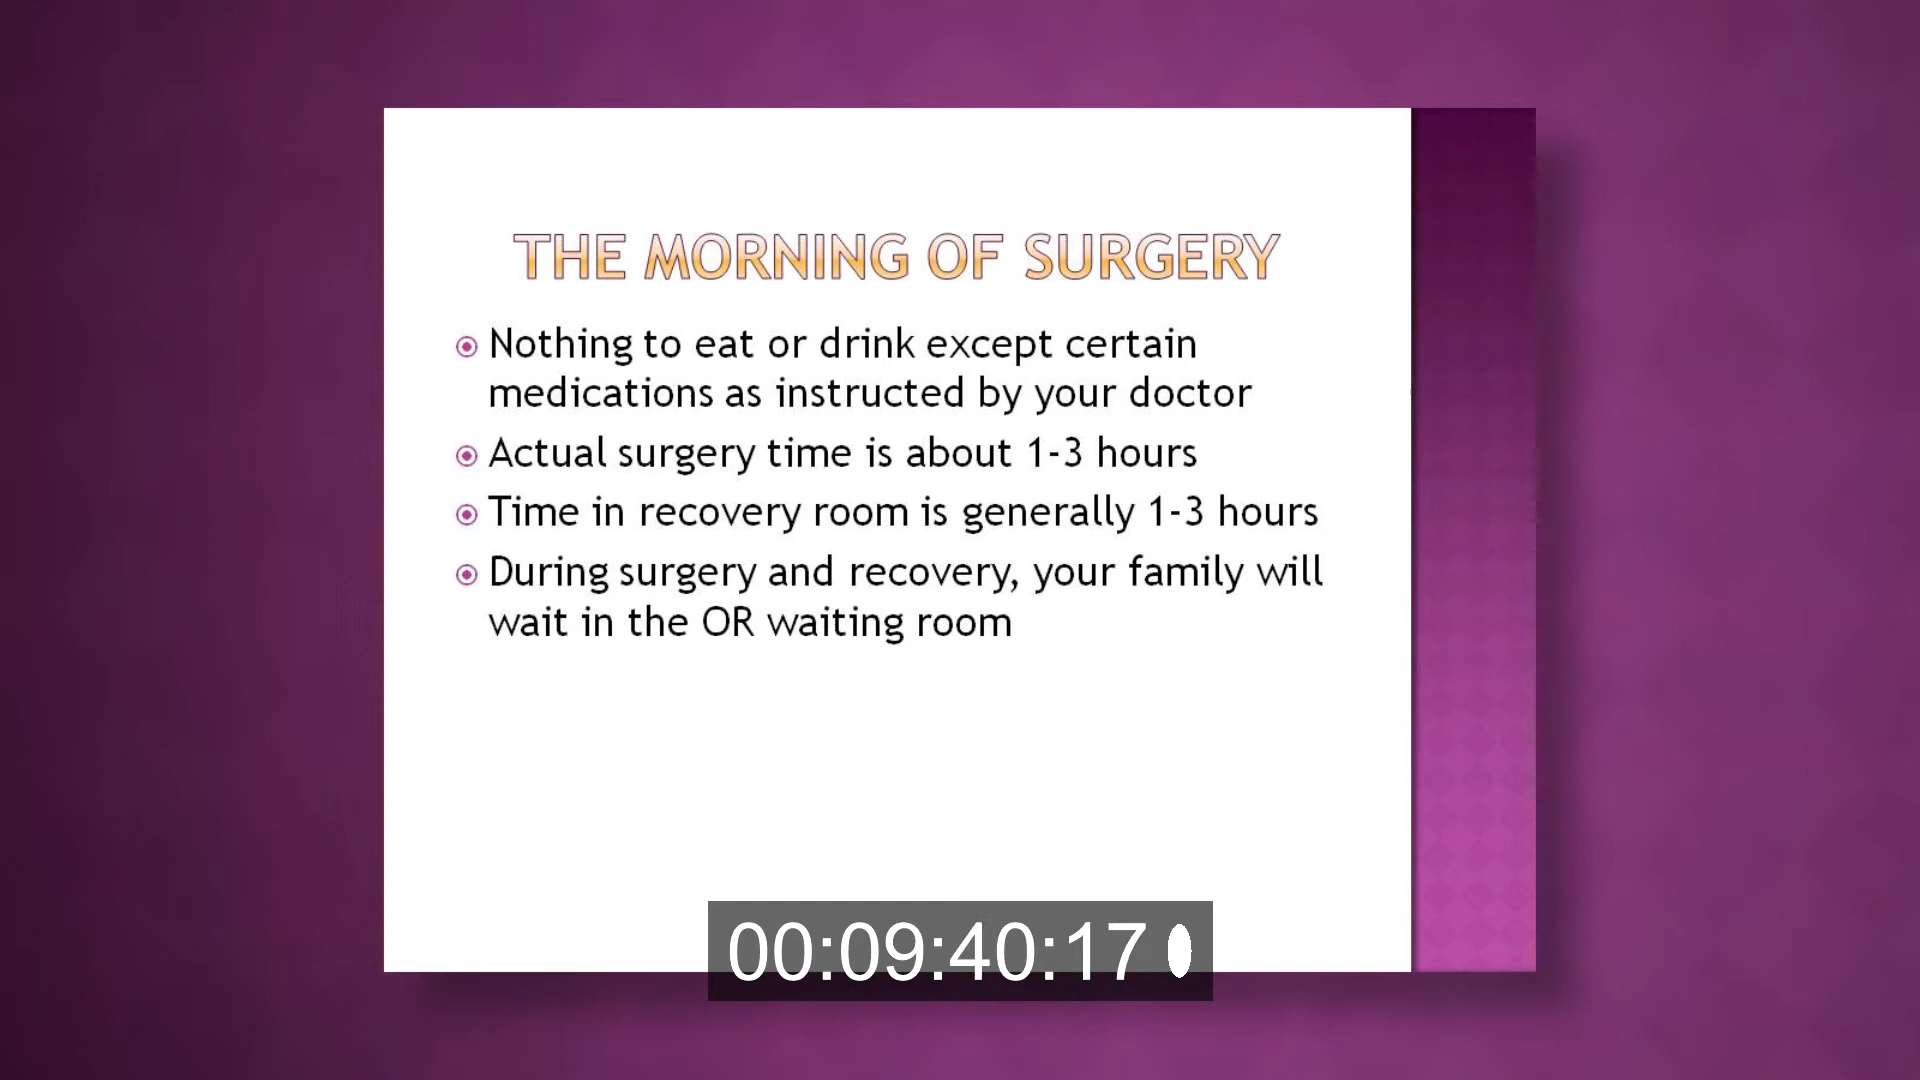 THE MORNING OF SURGERY
Nothing to eat or drink except certain
medications as instructed by your doctor
Actual surgery time is about 1-3 hours
Time in recovery room is generally 1-3 hours
During surgery and recovery, your family will
wait in the OR waiting room
00:09:40:17